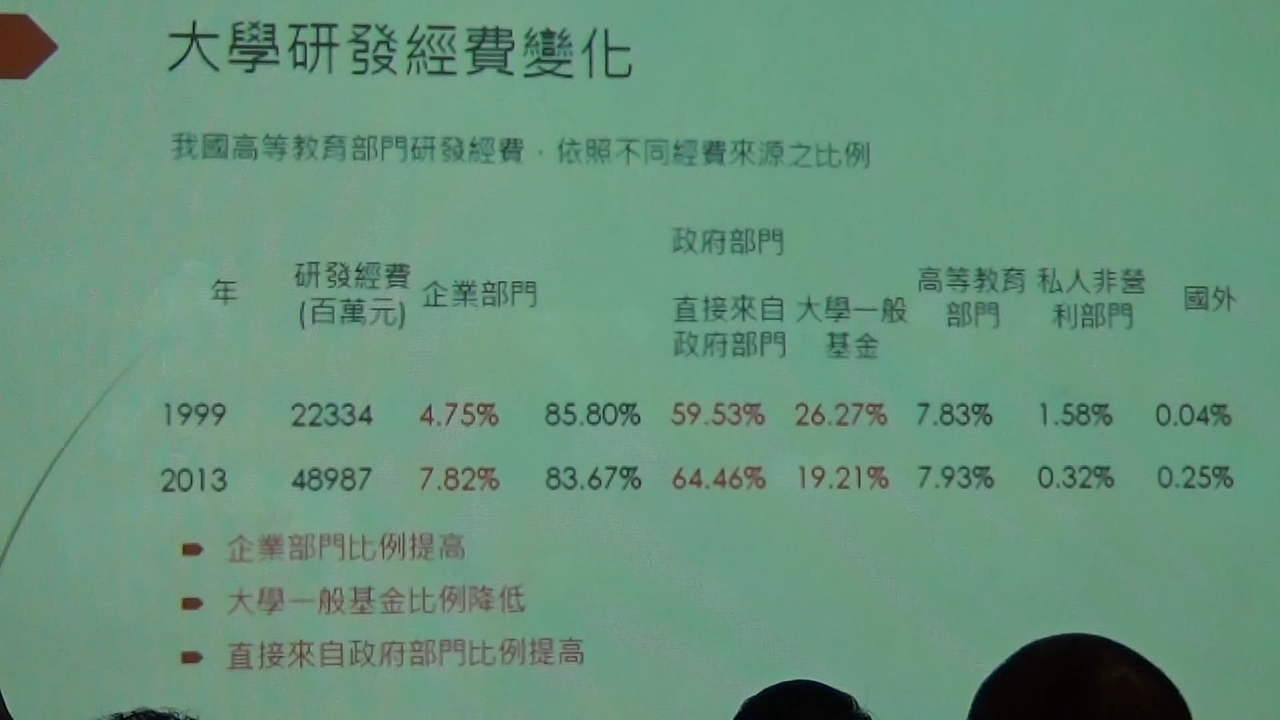 大學研發經費變化
我國高等教育部門研發經費，依照不同經費來源之比例
政府部門
年 研發經費 (百萬元) 企業部門 直接來自 政府部門 大學一般 基金 高等教育 部門 私人非營 利部門 國外
1999 22334 4.75% 85.80% 59.53% 26.27% 7.83% 1.58% 0.04%
2013 48987 7.82% 83.67% 64.46% 19.21% 7.93% 0.32% 0.25%
企業部門比例提高
大學一般基金比例降低
直接來自政府部門比例提高